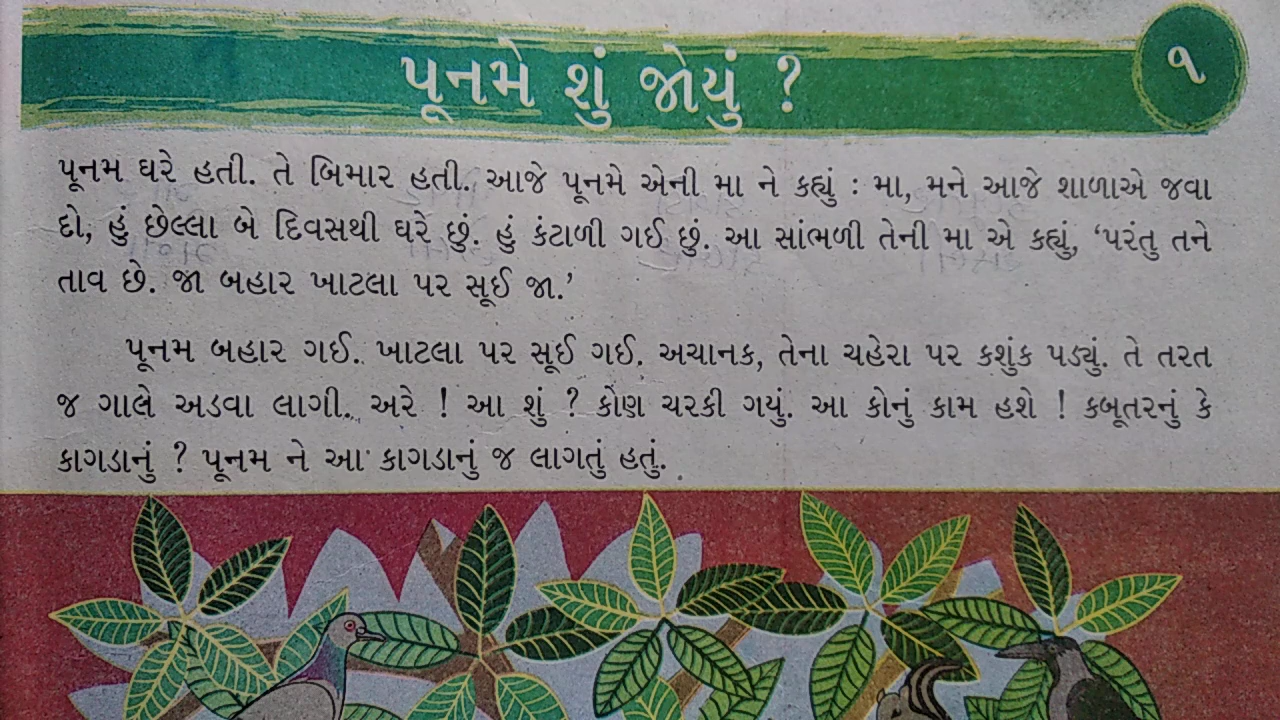 પૂનમે શું જોયું ?
૧
પૂનમ ઘરે હતી. તે બિમાર હતી. આજે પૂનમે એની મા ને કહ્યું : મા, મને આજે શાળાએ જવા
દો, હું છેલ્લા બે દિવસથી ઘરે છું. હું કંટાળી ગઈ છું. આ સાંભળી તેની મા એ કહ્યું, ‘પરંતુ તને
તાવ છે. જા બહાર ખાટલા પર સૂઈ જા.’
પૂનમ બહાર ગઈ. ખાટલા પર સૂઈ ગઈ. અચાનક, તેના ચહેરા પર કશુંક પડ્યું. તે તરત
જ ગાલે અડવા લાગી. અરે ! આ શું ? કોણ ચરકી ગયું. આ કોનું કામ હશે ! કબૂતરનું કે
કાગડાનું ? પૂનમ ને આ કાગડાનું જ લાગતું હતું.